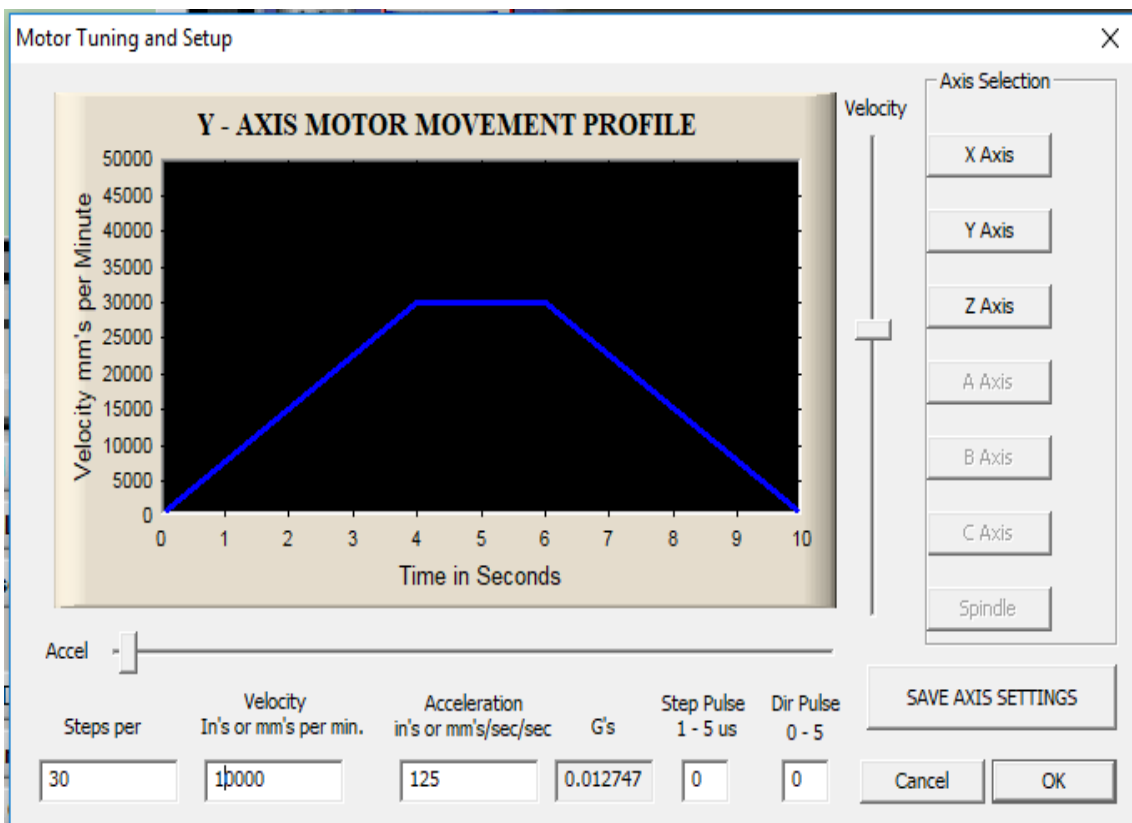 Motor Tuning and Setup
Y - AXIS MOTOR MOVEMENT PROFILE
Velocity mm's per Minute
50000
45000
40000
35000
30000
25000
20000
15000
10000
5000
0
0 1 2 3 4 5 6 7 8 9 10
Time in Seconds
Velocity
Axis Selection
X Axis
Y Axis
Z Axis
A Axis
B Axis
C Axis
Spindle
Accel
Steps per
30
Velocity
In's or mm's per min.
10000
Acceleration
in's or mm's/sec/sec
125
G's
0.012747
Step Pulse
1 - 5 us
0
Dir Pulse
0 - 5
0
SAVE AXIS SETTINGS
Cancel
OK